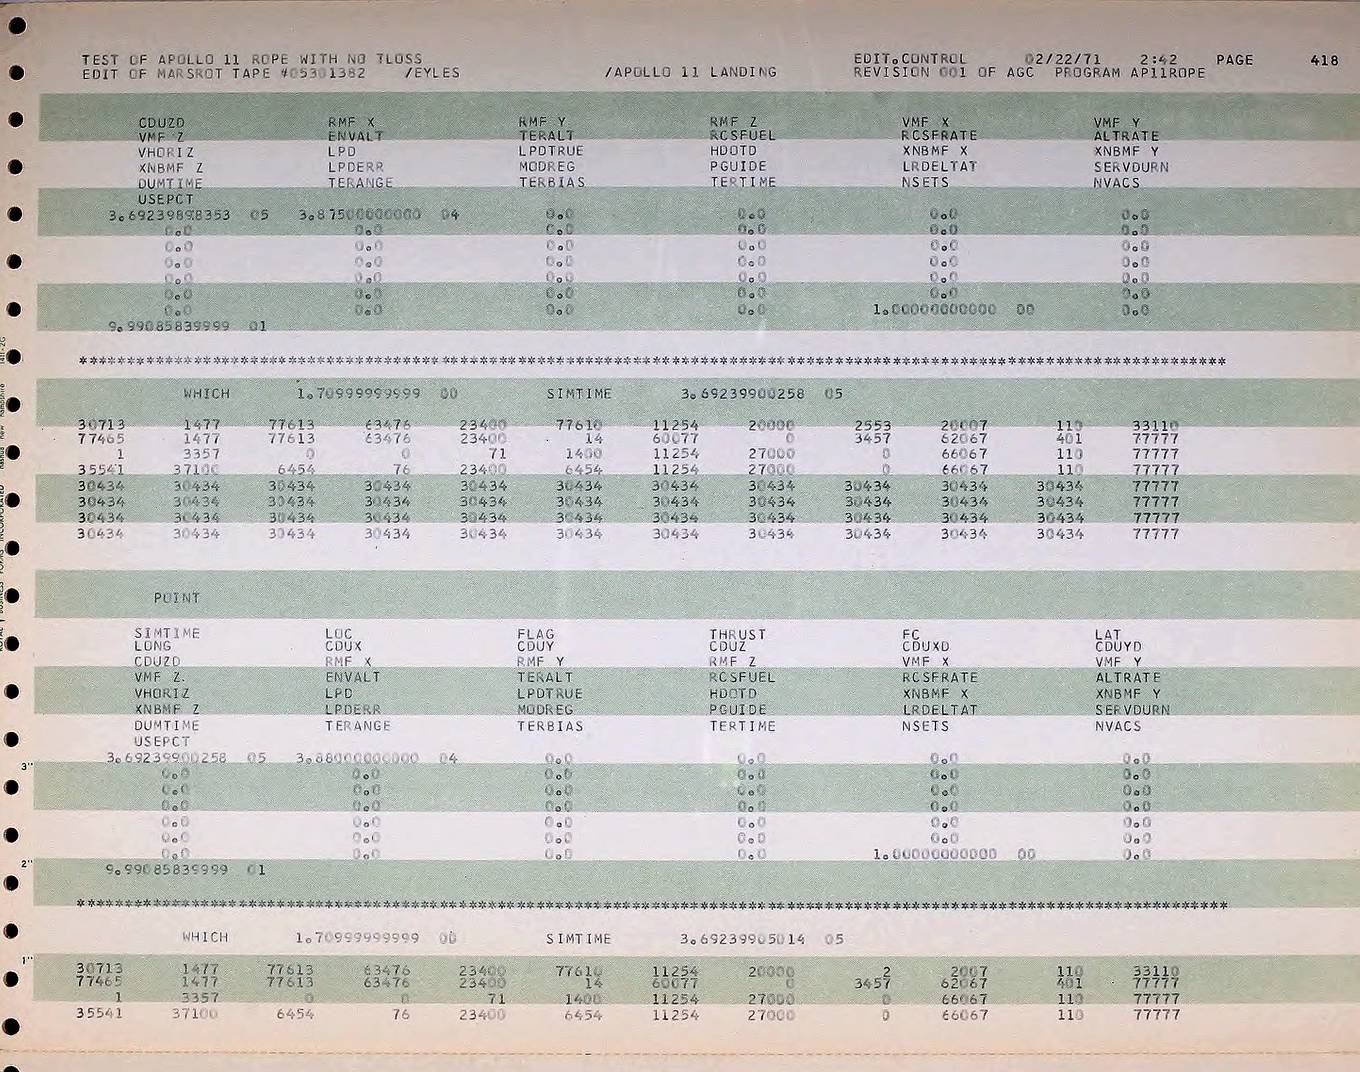 TEST OF APOLLO 11 ROPE WITH NO TLOSS EDIT.CONTROL 02/22/71 2:42 PAGE 418
EDIT OF MARSROT TAPE #05301382 /EYLES /APOLLO 11 LANDING REVISION 001 OF AGC PROGRAM AP11ROPE
CDUZD RMF X RMF Y RMF Z VMF X VMF Y
VMF Z ENVALT TERALT RCSFUEL RCSFRATE ALTRATE
VHORIZ LPD LPDTRUE HDOTD XNBMF X XNBMF Y
XNBMF Z LPDERR MODREG PGUIDE LRDELTAT SERVDURN
DUMTIME TERANGE TERBIAS TERTIME NSETS NVACS
USEPCT
3.69239898353 05 3.87500000000 04 0.0 0.0 0.0 0.0
0.0 0.0 0.0 0.0 0.0 0.0
0.0 0.0 0.0 0.0 0.0 0.0
0.0 0.0 0.0 0.0 0.0 0.0
0.0 0.0 0.0 0.0 0.0 0.0
0.0 0.0 0.0 0.0 0.0 0.0
0.0 0.0 0.0 0.0 1.00000000000 00 0.0
9.99085839999 01
WHICH 1.70999999999 00 SIMTIME 3.69239900258 05
30713 1477 77613 63476 23400 77610 11254 20000 2553 20007 110 33110
77465 1477 77613 63476 23400 14 60077 0 3457 62067 401 77777
1 3357 0 0 71 1400 11254 27000 0 66067 110 77777
35541 37100 6454 76 23400 6454 11254 27000 0 66067 110 77777
30434 30434 30434 30434 30434 30434 30434 30434 30434 30434 30434 77777
30434 30434 30434 30434 30434 30434 30434 30434 30434 30434 30434 77777
30434 30434 30434 30434 30434 30434 30434 30434 30434 30434 30434 77777
30434 30434 30434 30434 30434 30434 30434 30434 30434 30434 30434 77777
POINT
SIMTIME LOC FLAG THRUST FC LAT
LONG CDUX CDUY CDUZ CDUXD CDUYD
CDUZD RMF X RMF Y RMF Z VMF X VMF Y
VMF Z. ENVALT TERALT RCSFUEL RCSFRATE ALTRATE
VHORIZ LPD LPDTRUE HDOTD XNBMF X XNBMF Y
XNBMF Z LPDERR MODREG PGUIDE LRDELTAT SERVDURN
DUMTIME TERANGE TERBIAS TERTIME NSETS NVACS
USEPCT
3.69239900258 05 3.88000000000 04 0.0 0.0 0.0 0.0
0.0 0.0 0.0 0.0 0.0 0.0
0.0 0.0 0.0 0.0 0.0 0.0
0.0 0.0 0.0 0.0 0.0 0.0
0.0 0.0 0.0 0.0 0.0 0.0
0.0 0.0 0.0 0.0 0.0 0.0
0.0 0.0 0.0 0.0 1.00000000000 00 0.0
9.99085839999 01
WHICH 1.70999999999 00 SIMTIME 3.69239905014 05
30713 1477 77613 63476 23400 77610 11254 20000 2 2007 110 33110
77465 1477 77613 63476 23400 14 60077 0 3457 62067 401 77777
1 3357 0 0 71 1400 11254 27000 0 66067 110 77777
35541 37100 6454 76 23400 6454 11254 27000 0 66067 110 77777
3"
2"
1"